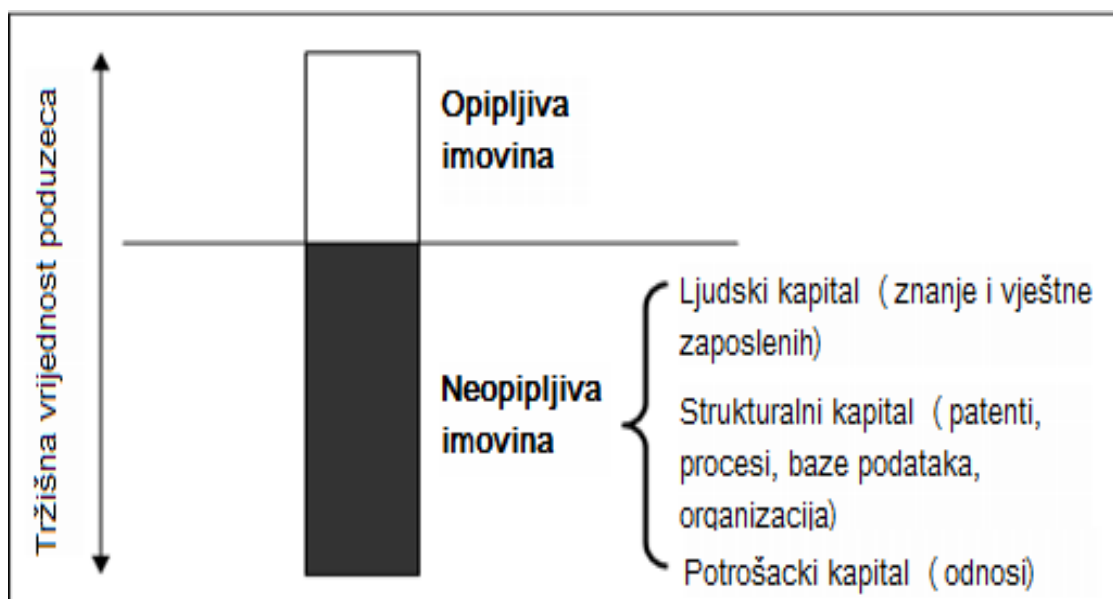 Tržišna vrijednost poduzeca
Opipljiva
imovina
Neopipljiva
imovina
Ljudski kapital ( znanje i vještne
zaposlenih)
Strukturalni kapital ( patenti,
procesi, baze podataka,
organizacija)
Potrošacki kapital ( odnosi)